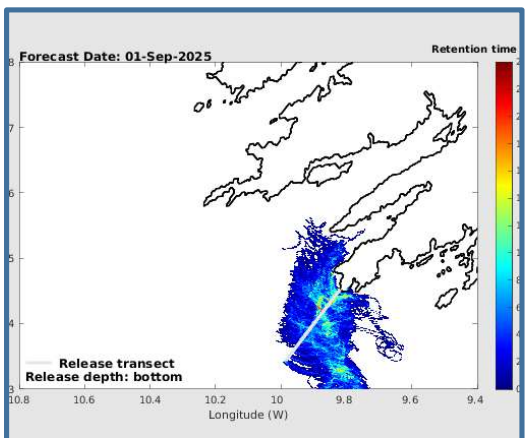 Forecast Date: 01-Sep-2025
Retention time
8
7
6
5
4
3
Release transect
Release depth: bottom
10.8 10.6 10.4 10.2 10 9.8 9.6 9.4
Longitude (W)